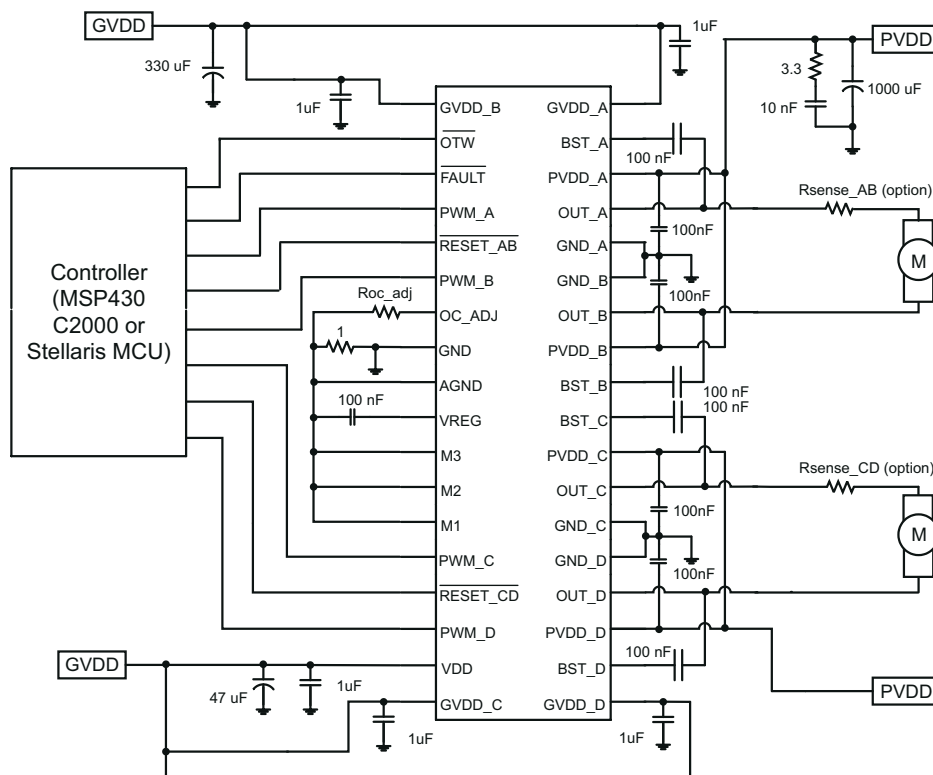 GVDD
1uF
PVDD
330 uF
3.3
1000 uF
1uF
10 nF
GVDD_B
GVDD_A
OTW
BST_A
100 nF
FAULT
PVDD_A
Rsense_AB (option)
PWM_A
OUT_A
100nF
RESET_AB
GND_A
M
Controller
(MSP430
C2000 or
Stellaris MCU)
PWM_B
GND_B
100nF
Roc_adj
OC_ADJ
OUT_B
1
GND
PVDD_B
AGND
BST_B
100 nF
100 nF
VREG
BST_C
100 nF
M3
PVDD_C
Rsense_CD (option)
M2
OUT_C
100nF
M1
GND_C
M
PWM_C
GND_D
100nF
RESET_CD
OUT_D
PWM_D
PVDD_D
100 nF
GVDD
VDD
BST_D
47 uF
1uF
PVDD
GVDD_C
GVDD_D
1uF
1uF